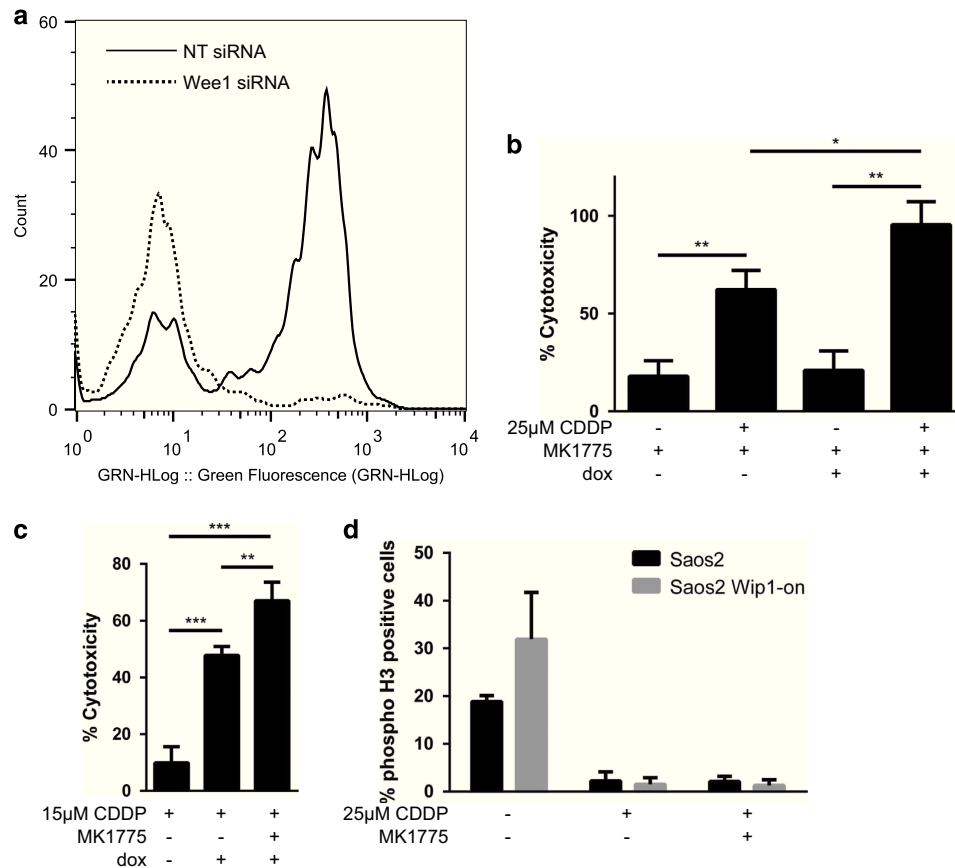 a
60
40
20
0
Count
NT siRNA
Wee1 siRNA
10^0 10^1 10^2 10^3 10^4
GRN-HLog :: Green Fluorescence (GRN-HLog)
b
% Cytotoxicity
100
50
0
*
**
**
25µM CDDP - + - +
MK1775 + + + +
dox - - + +
c
% Cytotoxicity
80
60
40
20
0
***
**
***
15µM CDDP + + +
MK1775 - - +
dox - + +
d
% phospho H3 positive cells
50
40
30
20
10
0
Saos2
Saos2 Wip1-on
25µM CDDP - + +
MK1775 - - +